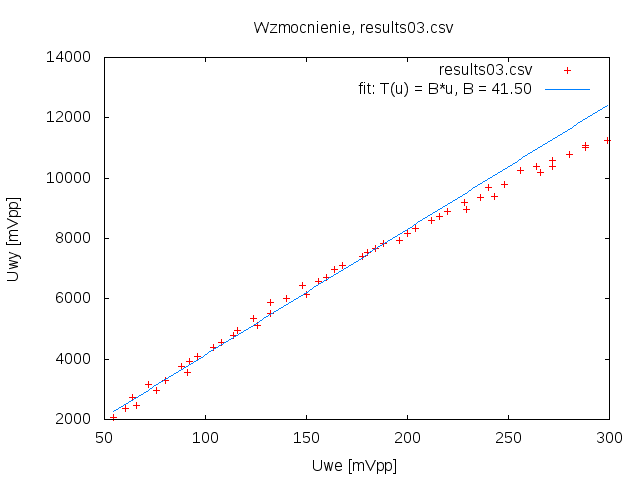 Wzmocnienie, results03.csv
14000
12000
10000
8000
6000
4000
2000
Uwy [mVpp]
results03.csv
fit: T(u) = B*u, B = 41.50
50 100 150 200 250 300
Uwe [mVpp]